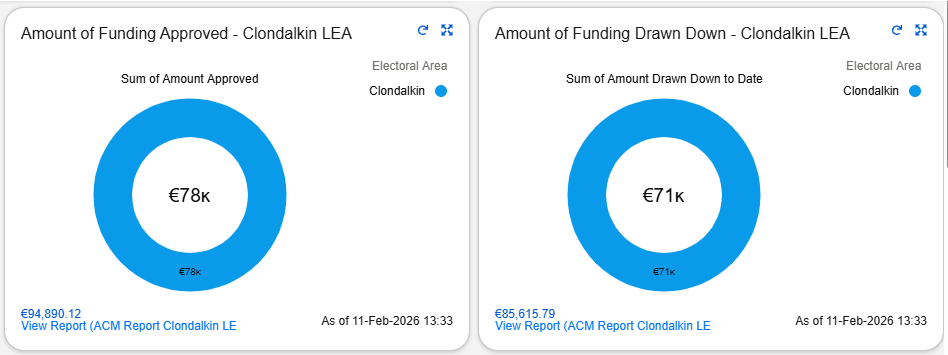 Amount of Funding Approved - Clondalkin LEA
Sum of Amount Approved
Electoral Area
Clondalkin
€78K
€78K
€94,890.12
View Report (ACM Report Clondalkin LE
As of 11-Feb-2026 13:33
Amount of Funding Drawn Down - Clondalkin LEA
Sum of Amount Drawn Down to Date
Electoral Area
Clondalkin
€71K
€71K
€85,615.79
View Report (ACM Report Clondalkin LE
As of 11-Feb-2026 13:33